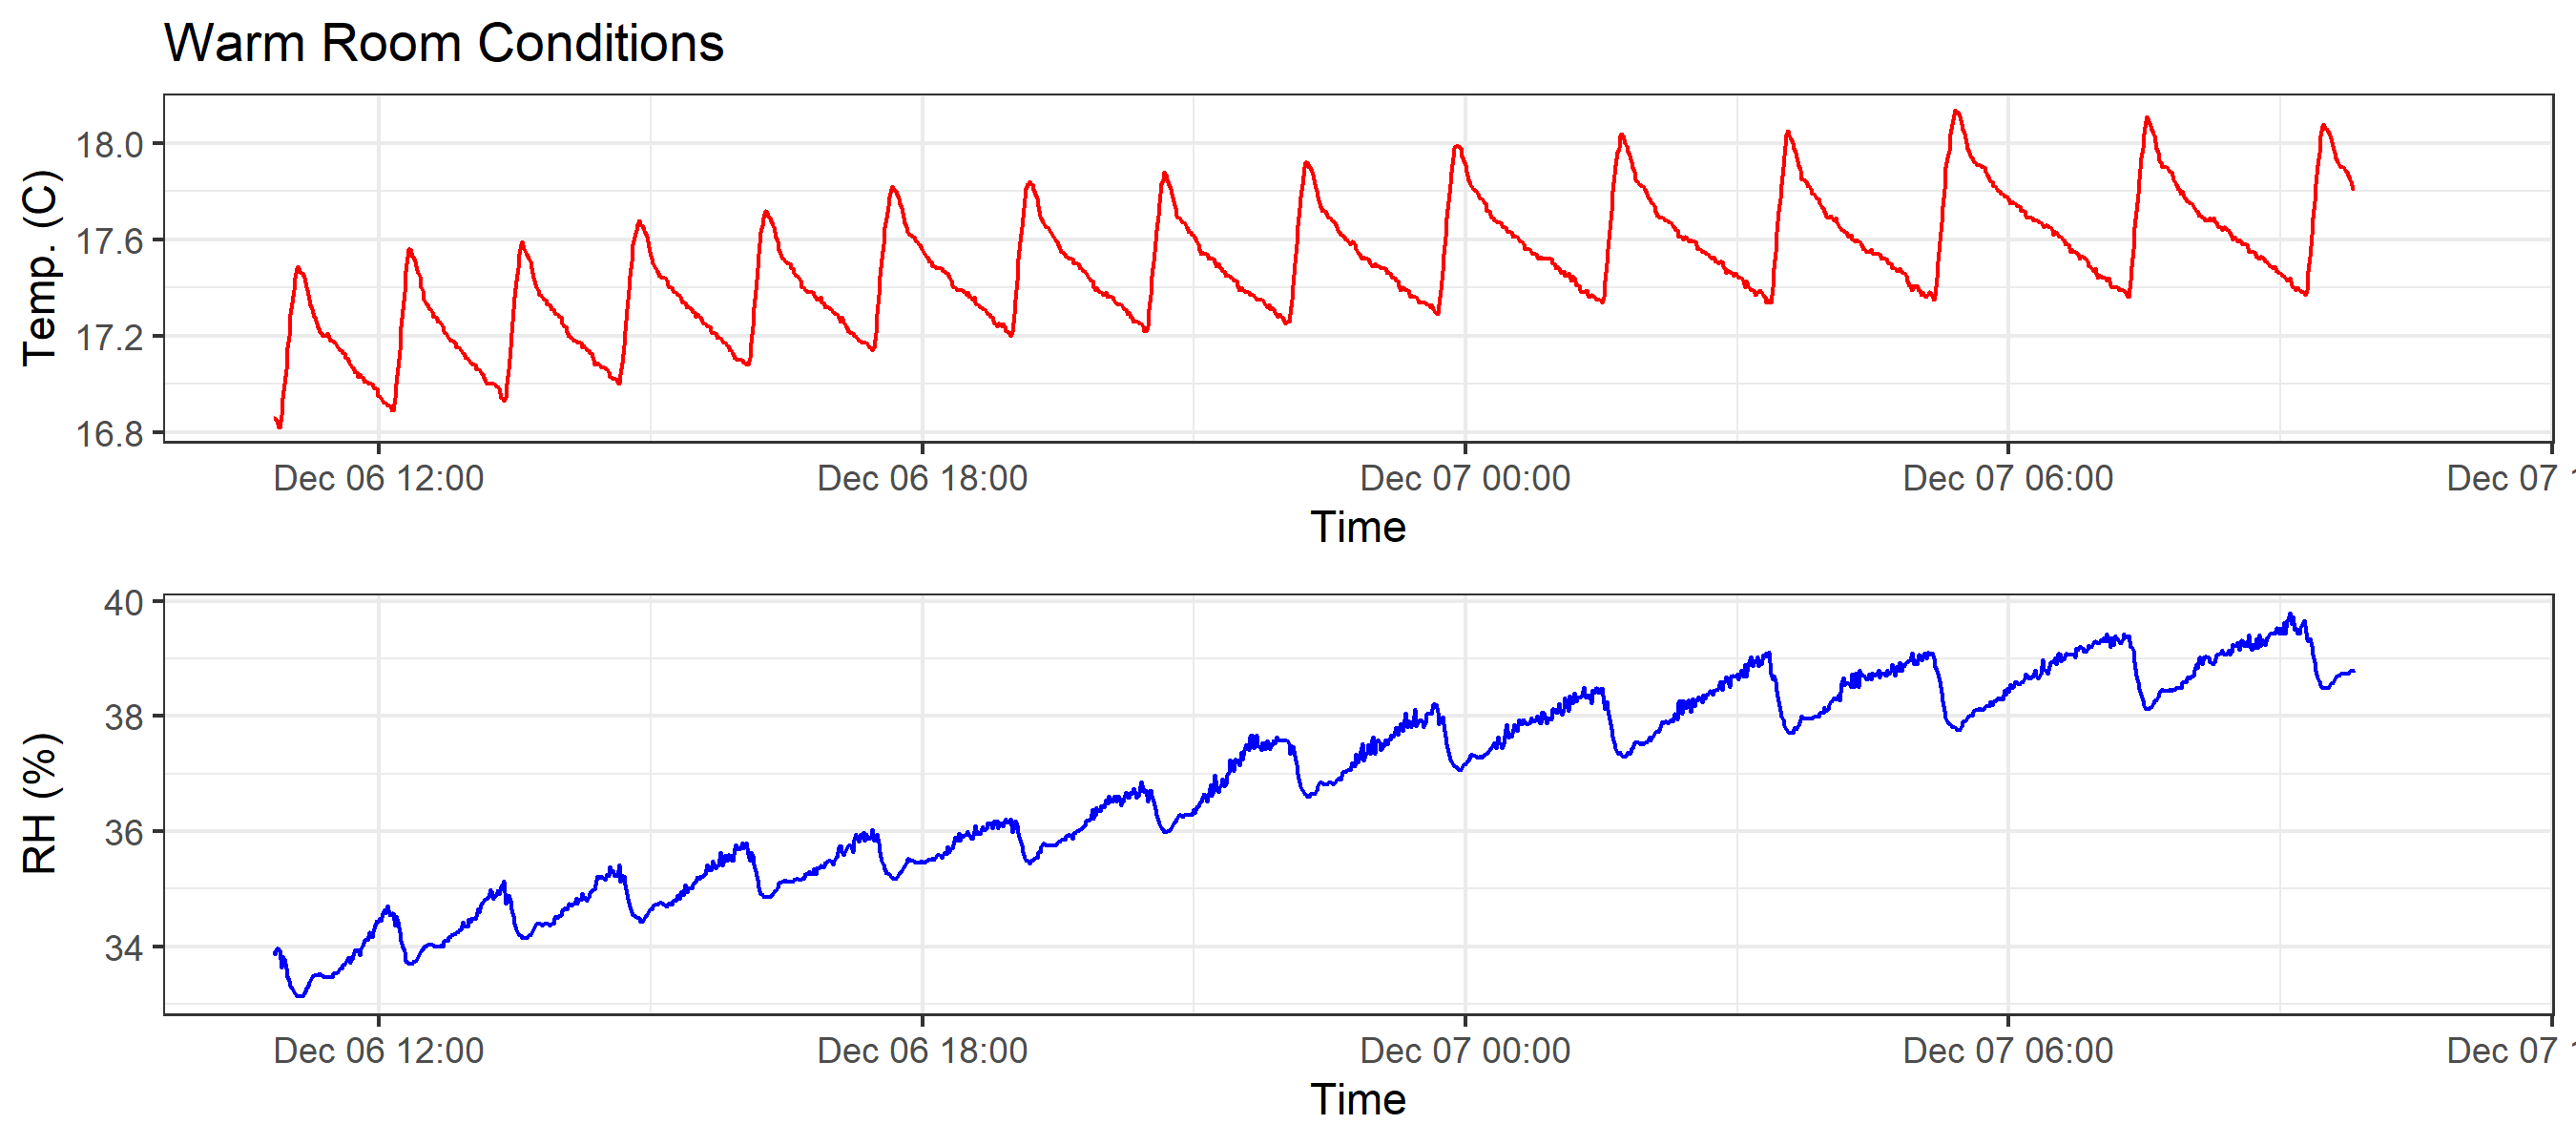 Warm Room Conditions
Temp. (C)
18.0
17.6
17.2
16.8
Dec 06 12:00 Dec 06 18:00 Dec 07 00:00 Dec 07 06:00 Dec 07 1
Time
RH (%)
40
38
36
34
Dec 06 12:00 Dec 06 18:00 Dec 07 00:00 Dec 07 06:00 Dec 07 1
Time